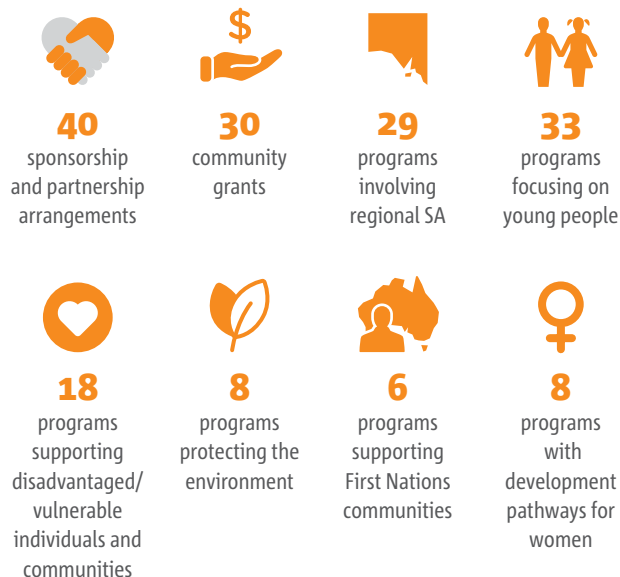 $
40
sponsorship
and partnership
arrangements
30
community
grants
29
programs
involving
regional SA
33
programs
focusing on
young people
18
programs
supporting
disadvantaged/
vulnerable
individuals and
communities
8
programs
protecting the
environment
6
programs
supporting
First Nations
communities
8
programs
with
development
pathways for
women